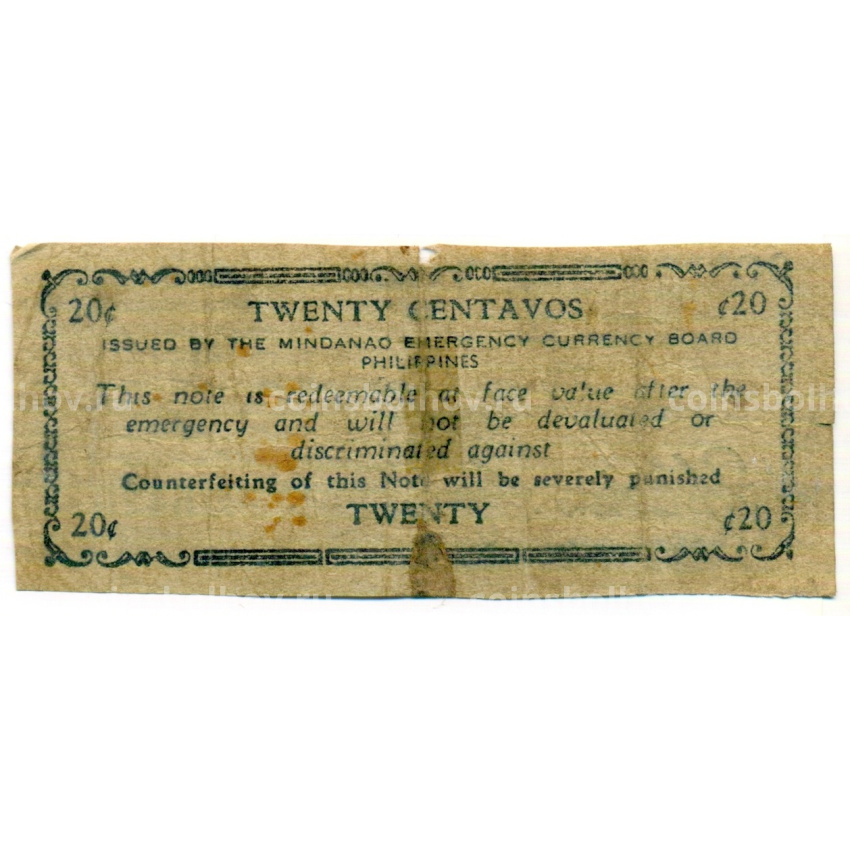 20¢ TWENTY CENTAVOS ¢20
ISSUED BY THE MINDANAO EMERGENCY CURRENCY BOARD
PHILIPPINES
This note is redeemable at face value after the
emergency and will not be devaluated or
discriminated against
Counterfeiting of this Note will be severely punished
20¢ TWENTY ¢20
coinsbolhov.ru